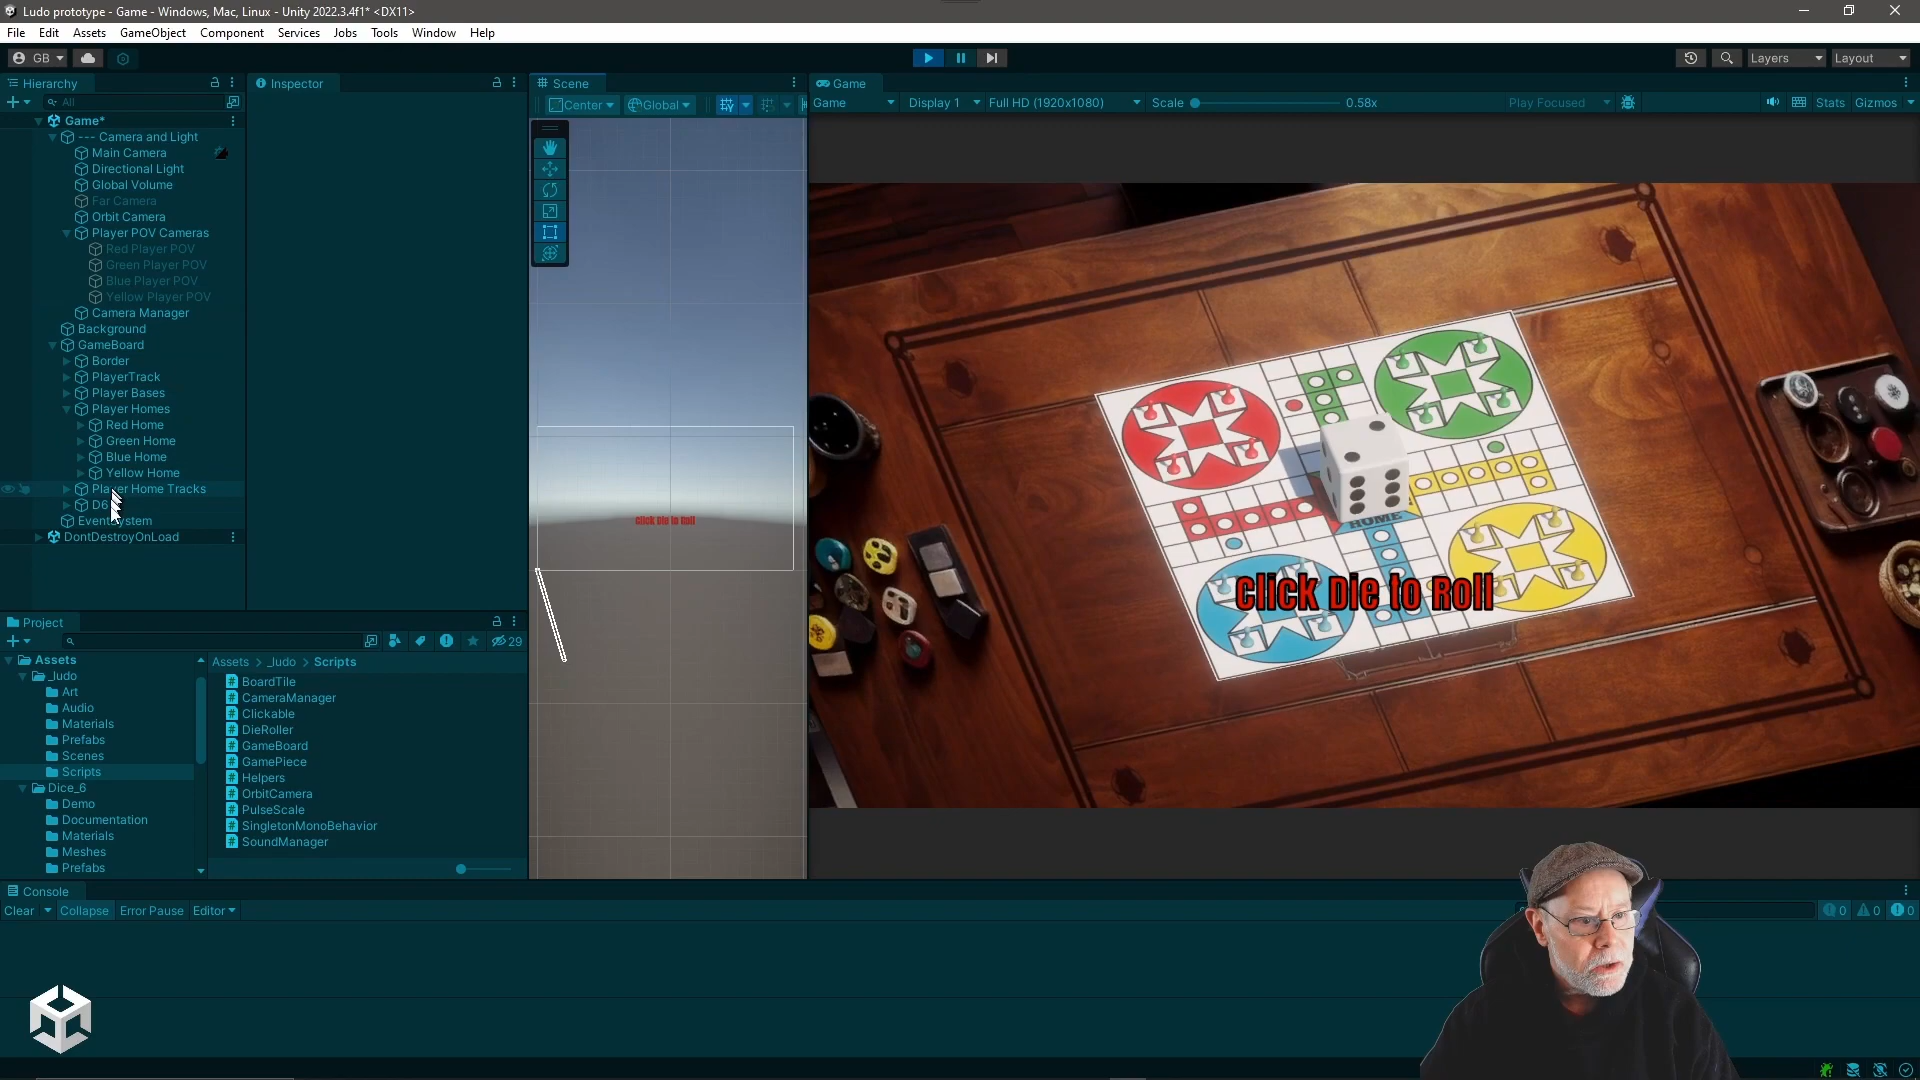 Ludo prototype - Game - Windows, Mac, Linux - Unity 2022.3.4f1* <DX11>
File Edit Assets GameObject Component Services Jobs Tools Window Help
GB
Layers Layout
Hierarchy
All
Game*
--- Camera and Light
Main Camera
Directional Light
Global Volume
Far Camera
Orbit Camera
Player POV Cameras
Red Player POV
Green Player POV
Blue Player POV
Yellow Player POV
Camera Manager
Background
GameBoard
Border
PlayerTrack
Player Bases
Player Homes
Red Home
Green Home
Blue Home
Yellow Home
Player Home Tracks
D6
EventSystem
DontDestroyOnLoad
Inspector
Scene
Center Global
Click Die to Roll
Game
Game Display 1 Full HD (1920x1080) Scale 0.58x Play Focused Stats Gizmos
HOME
Click Die to Roll
Project
29
Assets
_ludo
Art
Audio
Materials
Prefabs
Scenes
Scripts
Dice_6
Demo
Documentation
Materials
Meshes
Prefabs
Assets > _ludo > Scripts
BoardTile
CameraManager
Clickable
DieRoller
GameBoard
GamePiece
Helpers
OrbitCamera
PulseScale
SingletonMonoBehavior
SoundManager
Console
Clear Collapse Error Pause Editor
0 0 0